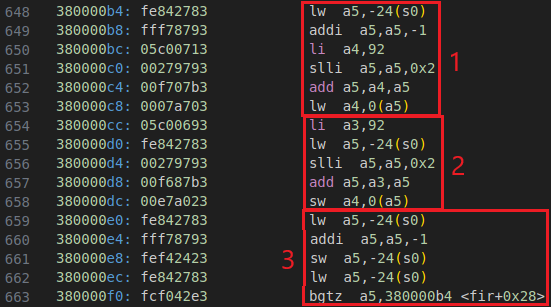 648 380000b4: fe842783 lw a5,-24(s0)
649 380000b8: fff78793 addi a5,a5,-1
650 380000bc: 05c00713 li a4,92
651 380000c0: 00279793 slli a5,a5,0x2
652 380000c4: 00f707b3 add a5,a4,a5
653 380000c8: 0007a703 lw a4,0(a5)
1
654 380000cc: 05c00693 li a3,92
655 380000d0: fe842783 lw a5,-24(s0)
656 380000d4: 00279793 slli a5,a5,0x2
657 380000d8: 00f687b3 add a5,a3,a5
658 380000dc: 00e7a023 sw a4,0(a5)
2
659 380000e0: fe842783 lw a5,-24(s0)
660 380000e4: fff78793 addi a5,a5,-1
661 380000e8: fef42423 sw a5,-24(s0)
662 380000ec: fe842783 lw a5,-24(s0)
663 380000f0: fcf042e3 bgtz a5,380000b4 <fir+0x28>
3